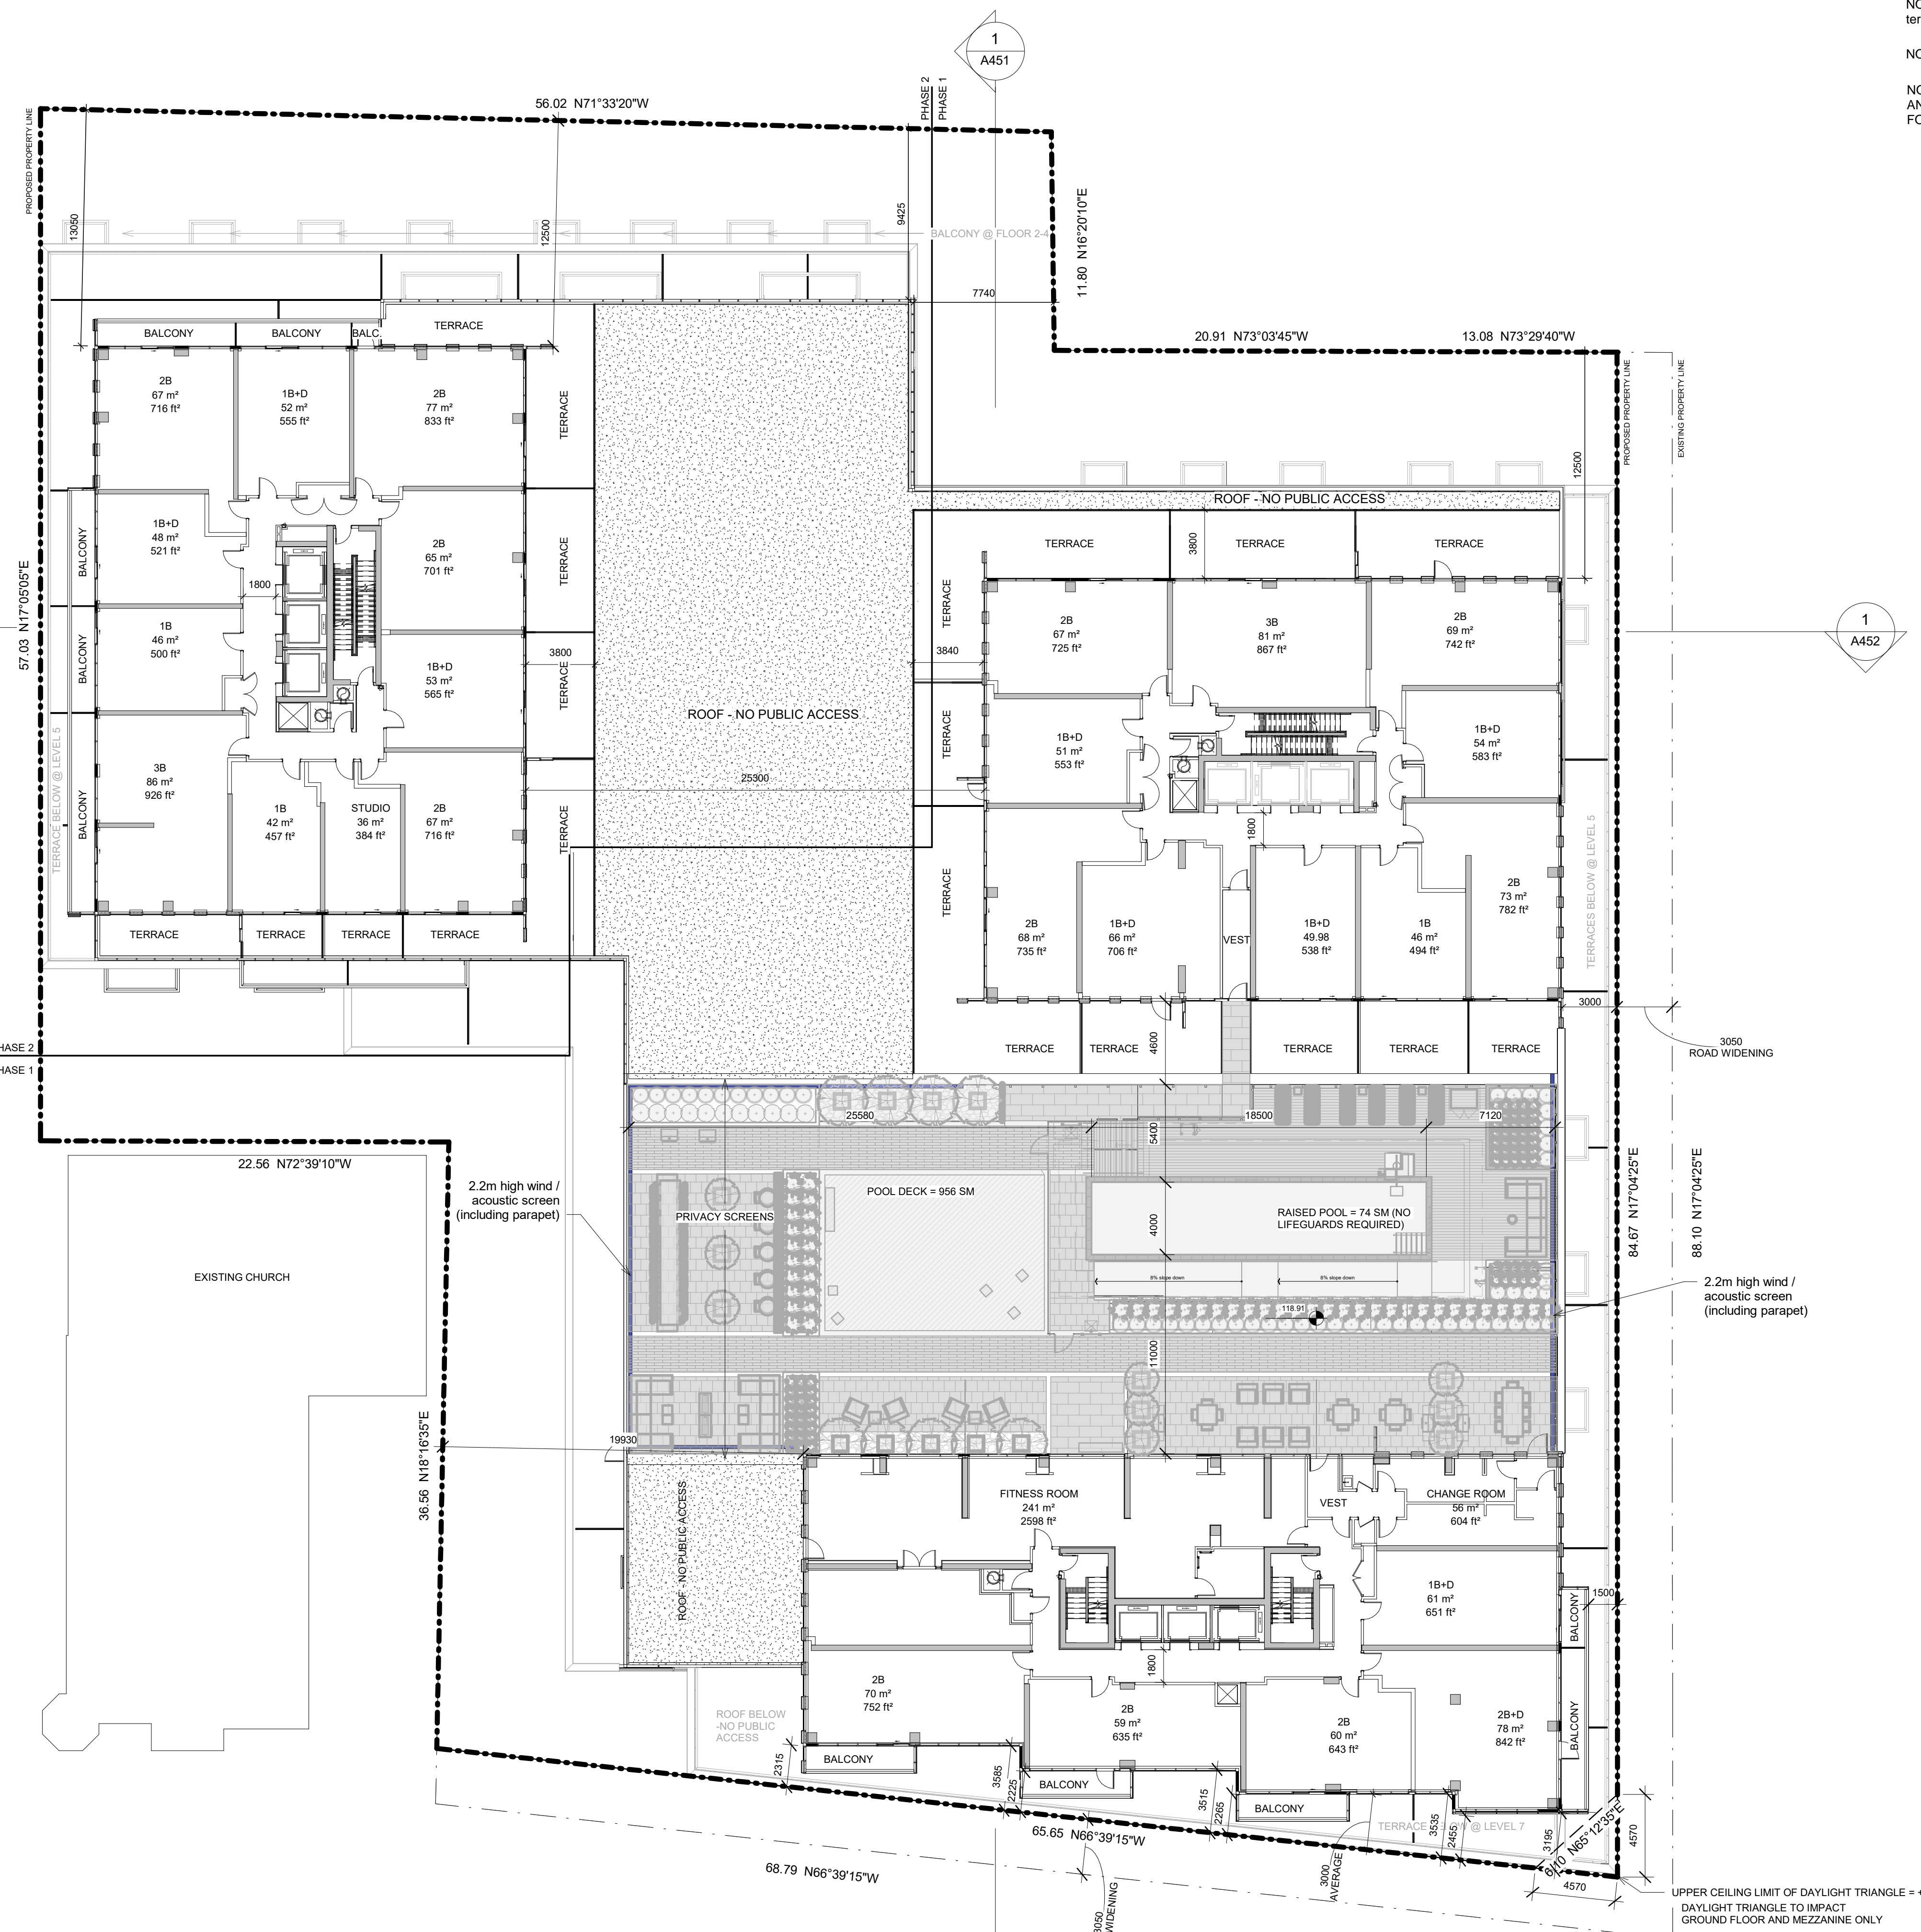 1
A451
NO
ter
NO
NO
AN
FO
56.02 N71°33'20"W
PHASE 2
PHASE 1
PROPOSED PROPERTY LINE
13050
12500
9425
BALCONY @ FLOOR 2-4
11.80 N16°20'10"E
7740
20.91 N73°03'45"W
13.08 N73°29'40"W
PROPOSED PROPERTY LINE
EXISTING PROPERTY LINE
12500
BALCONY
BALCONY
BALC.
TERRACE
2B
67 m²
716 ft²
1B+D
52 m²
555 ft²
2B
77 m²
833 ft²
TERRACE
ROOF - NO PUBLIC ACCESS
TERRACE
TERRACE
TERRACE
3800
1B+D
48 m²
521 ft²
2B
65 m²
701 ft²
BALCONY
1800
TERRACE
57.03 N17°05'05"E
1B
46 m²
500 ft²
BALCONY
1B+D
53 m²
565 ft²
3800
TERRACE
TERRACE
3840
2B
67 m²
725 ft²
3B
81 m²
867 ft²
2B
69 m²
742 ft²
1
A452
ROOF - NO PUBLIC ACCESS
TERRACE
1B+D
51 m²
553 ft²
1B+D
54 m²
583 ft²
3B
86 m²
926 ft²
BALCONY
TERRACE BELOW @ LEVEL 5
1B
42 m²
457 ft²
STUDIO
36 m²
384 ft²
2B
67 m²
716 ft²
TERRACE
25300
1800
TERRACE
2B
68 m²
735 ft²
1B+D
66 m²
706 ft²
VEST
1B+D
49.98
538 ft²
1B
46 m²
494 ft²
2B
73 m²
782 ft²
TERRACES BELOW @ LEVEL 5
TERRACE
TERRACE
TERRACE
TERRACE
3000
3050
ROAD WIDENING
HASE 2
HASE 1
TERRACE
TERRACE
4600
TERRACE
TERRACE
TERRACE
25580
18500
7120
5400
22.56 N72°39'10"W
2.2m high wind /
acoustic screen
(including parapet)
PRIVACY SCREENS
POOL DECK = 956 SM
RAISED POOL = 74 SM (NO
LIFEGUARDS REQUIRED)
4000
84.67 N17°04'25"E
88.10 N17°04'25"E
EXISTING CHURCH
8% slope down
8% slope down
118.91
2.2m high wind /
acoustic screen
(including parapet)
11000
19930
36.56 N18°16'35"E
ROOF - NO PUBLIC ACCESS
FITNESS ROOM
241 m²
2598 ft²
VEST
CHANGE ROOM
56 m²
604 ft²
1B+D
61 m²
651 ft²
BALCONY
1500
1800
2B
70 m²
752 ft²
2B
59 m²
635 ft²
2B
60 m²
643 ft²
2B+D
78 m²
842 ft²
BALCONY
ROOF BELOW
-NO PUBLIC
ACCESS
BALCONY
2315
3585
2225
BALCONY
3515
2265
BALCONY
TERRACE @ LEVEL 7
3535
2455
3195
N65°12'35"E
4570
4570
65.65 N66°39'15"W
68.79 N66°39'15"W
3000
AVERAGE
3050
WIDENING
UPPER CEILING LIMIT OF DAYLIGHT TRIANGLE = +
DAYLIGHT TRIANGLE TO IMPACT
GROUND FLOOR AND MEZZANINE ONLY